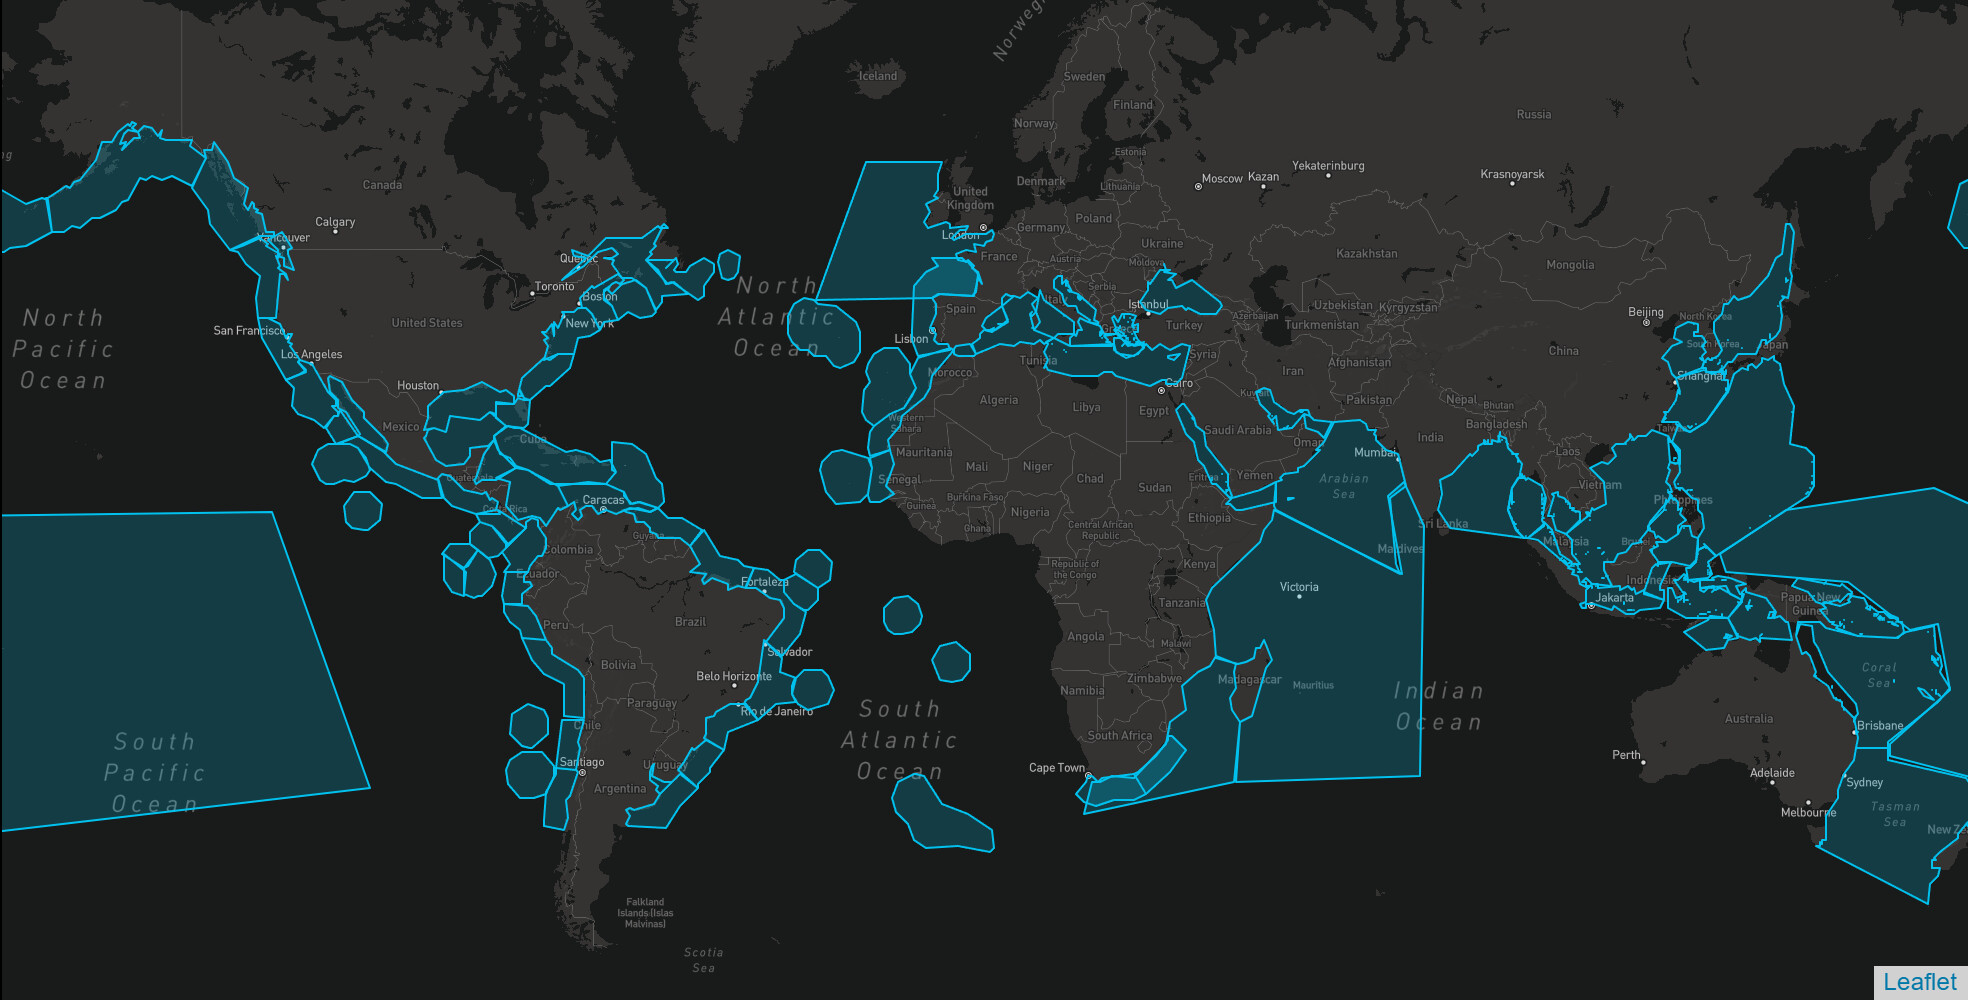 Norwegi
Iceland
Sweden
Finland
Norway
Russia
Estonia
ng
Yekaterinburg
Moscow
Kazan
Krasnoyarsk
Canada
Denmark
Lithuania
United
Kingdom
Calgary
Poland
Vancouver
London
Germany
Ukraine
Quebec
France
Austria
Moldova
Kazakhstan
Mongolia
Toronto
Boston
North
Atlantic
Ocean
Serbia
Italy
Istanbul
Uzbekistan
Kyrgyzstan
Beijing
North Korea
North
Pacific
Ocean
San Francisco
United States
New York
Spain
Lisbon
Greece
Turkey
Azerbaijan
Turkmenistan
South Korea
Japan
Los Angeles
Tunisia
Syria
China
Morocco
Iran
Afghanistan
Shanghai
Houston
Algeria
Libya
Cairo
Egypt
Kuwait
Pakistan
Nepal
Bhutan
Bangladesh
Mexico
Western
Sahara
Saudi Arabia
Oman
India
Taiwan
Cuba
Mauritania
Mali
Niger
Chad
Mumbai
Laos
Guatemala
Senegal
Sudan
Eritrea
Yemen
Arabian
Sea
Vietnam
Caracas
Costa Rica
Burkina Faso
Guinea
Nigeria
Ethiopia
Philippines
Ghana
Central African
Republic
Sri Lanka
Guyana
Colombia
Malaysia
Brunei
Maldives
Ecuador
Fortaleza
Republic of
the Congo
Kenya
Victoria
Indonesia
Jakarta
Papua New
Guinea
Peru
Brazil
Tanzania
Angola
Malawi
Salvador
Bolivia
Belo Horizonte
Namibia
Zimbabwe
Madagascar
Mauritius
Coral
Sea
Indian
Ocean
Paraguay
Rio de Janeiro
South
Atlantic
Ocean
Chile
South Africa
Australia
Brisbane
South
Pacific
Ocean
Santiago
Uruguay
Cape Town
Perth
Adelaide
Sydney
Argentina
Melbourne
Tasman
Sea
New Ze
Falkland
Islands (Islas
Malvinas)
Scotia
Sea
Leaflet